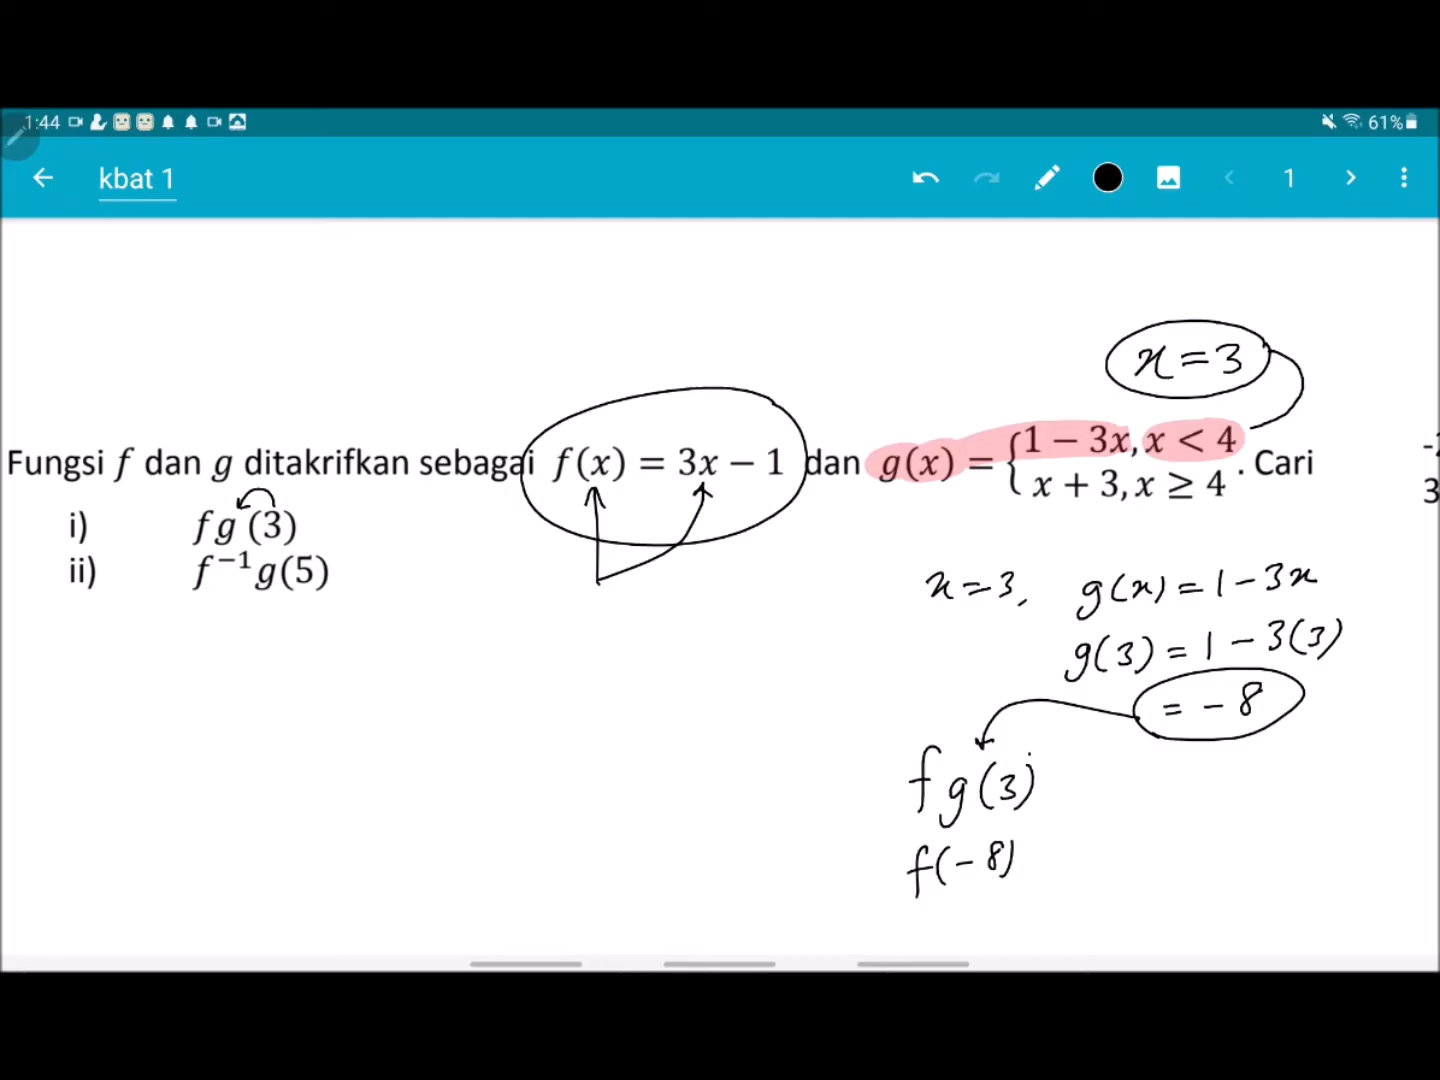 1:44
61%
kbat 1
1
x = 3
Fungsi f dan g ditakrifkan sebagai f(x) = 3x − 1 dan g(x) = {1 − 3x, x < 4
x + 3, x ≥ 4 . Cari
i) fg(3)
ii) f⁻¹g(5)
x = 3, g(x) = 1 − 3x
g(3) = 1 − 3(3)
= − 8
fg(3)
f(−8)